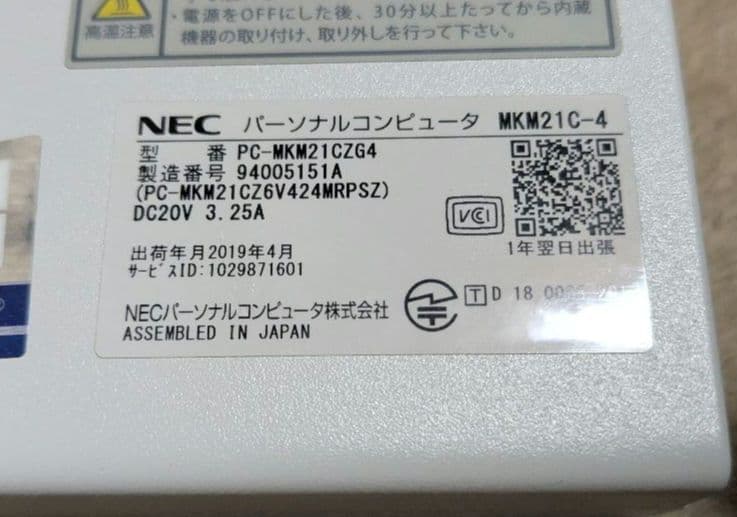 ・電源をOFFにした後、30分以上たってから内蔵
高温注意
機器の取り付け、取り外しを行って下さい。
NEC パーソナルコンピュータ MKM21C-4
型 番 PC-MKM21CZG4
製造番号 94005151A
(PC-MKM21CZ6V424MRPSZ)
DC20V 3.25A
VCCI
1年翌日出張
出荷年月2019年4月
ｻｰﾋﾞｽID:1029871601
NECパーソナルコンピュータ株式会社
T D 18
ASSEMBLED IN JAPAN